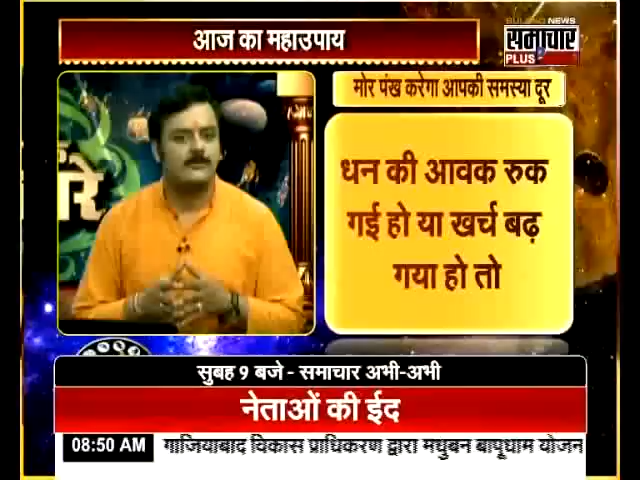 आज का महाउपाय
NEWS
समाचार
PLUS
मोर पंख करेगा आपकी समस्या दूर
धन की आवक रुक
गई हो या खर्च बढ़
गया हो तो
रे
सुबह 9 बजे - समाचार अभी-अभी
नेताओं की ईद
08:50 AM गाजियाबाद विकास प्राधिकरण द्वारा मधुबन बापूधाम योजन